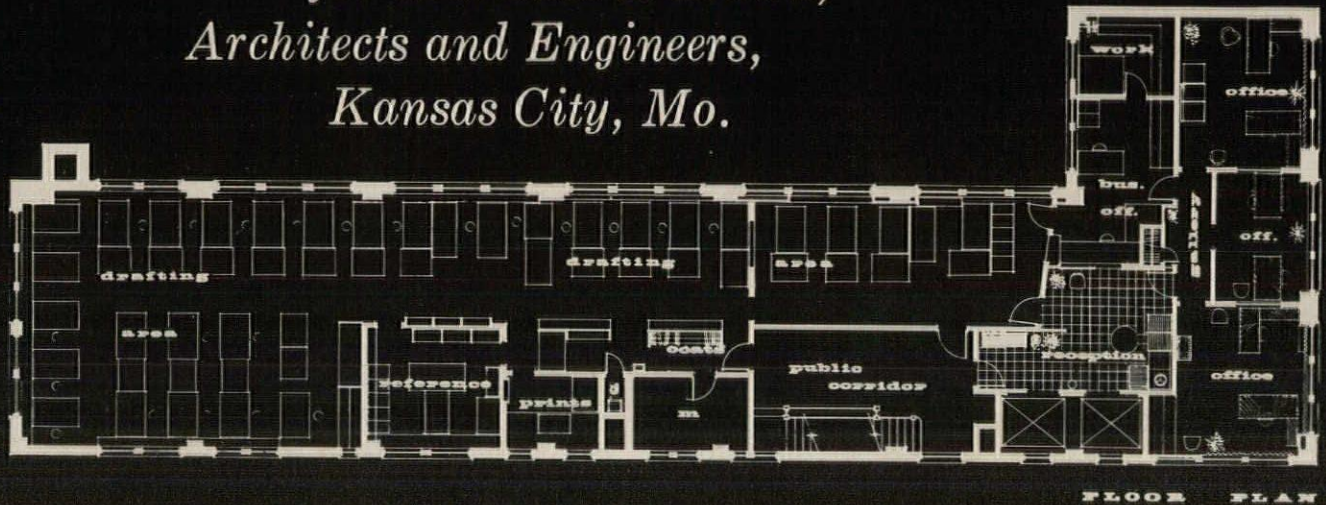 Architects and Engineers,
Kansas City, Mo.
work
office
bus.
off.
off.
drafting
drafting
area
area
coats
public
corridor
reception
office
reference
prints
m
FLOOR PLAN